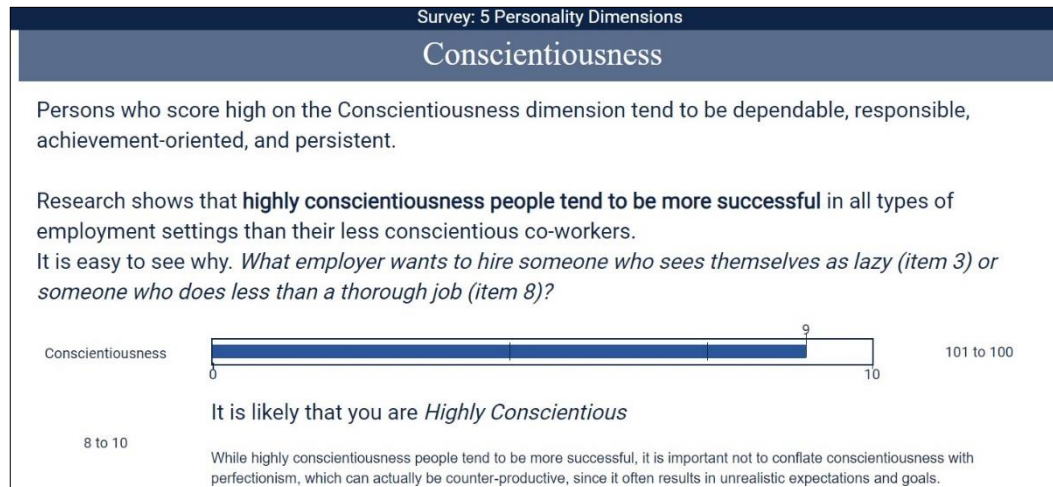 Survey: 5 Personality Dimensions
Conscientiousness
Persons who score high on the Conscientiousness dimension tend to be dependable, responsible,
achievement-oriented, and persistent.
Research shows that highly conscientiousness people tend to be more successful in all types of
employment settings than their less conscientious co-workers.
It is easy to see why. What employer wants to hire someone who sees themselves as lazy (item 3) or
someone who does less than a thorough job (item 8)?
9
Conscientiousness
101 to 100
0
10
It is likely that you are Highly Conscientious
8 to 10
While highly conscientiousness people tend to be more successful, it is important not to conflate conscientiousness with
perfectionism, which can actually be counter-productive, since it often results in unrealistic expectations and goals.